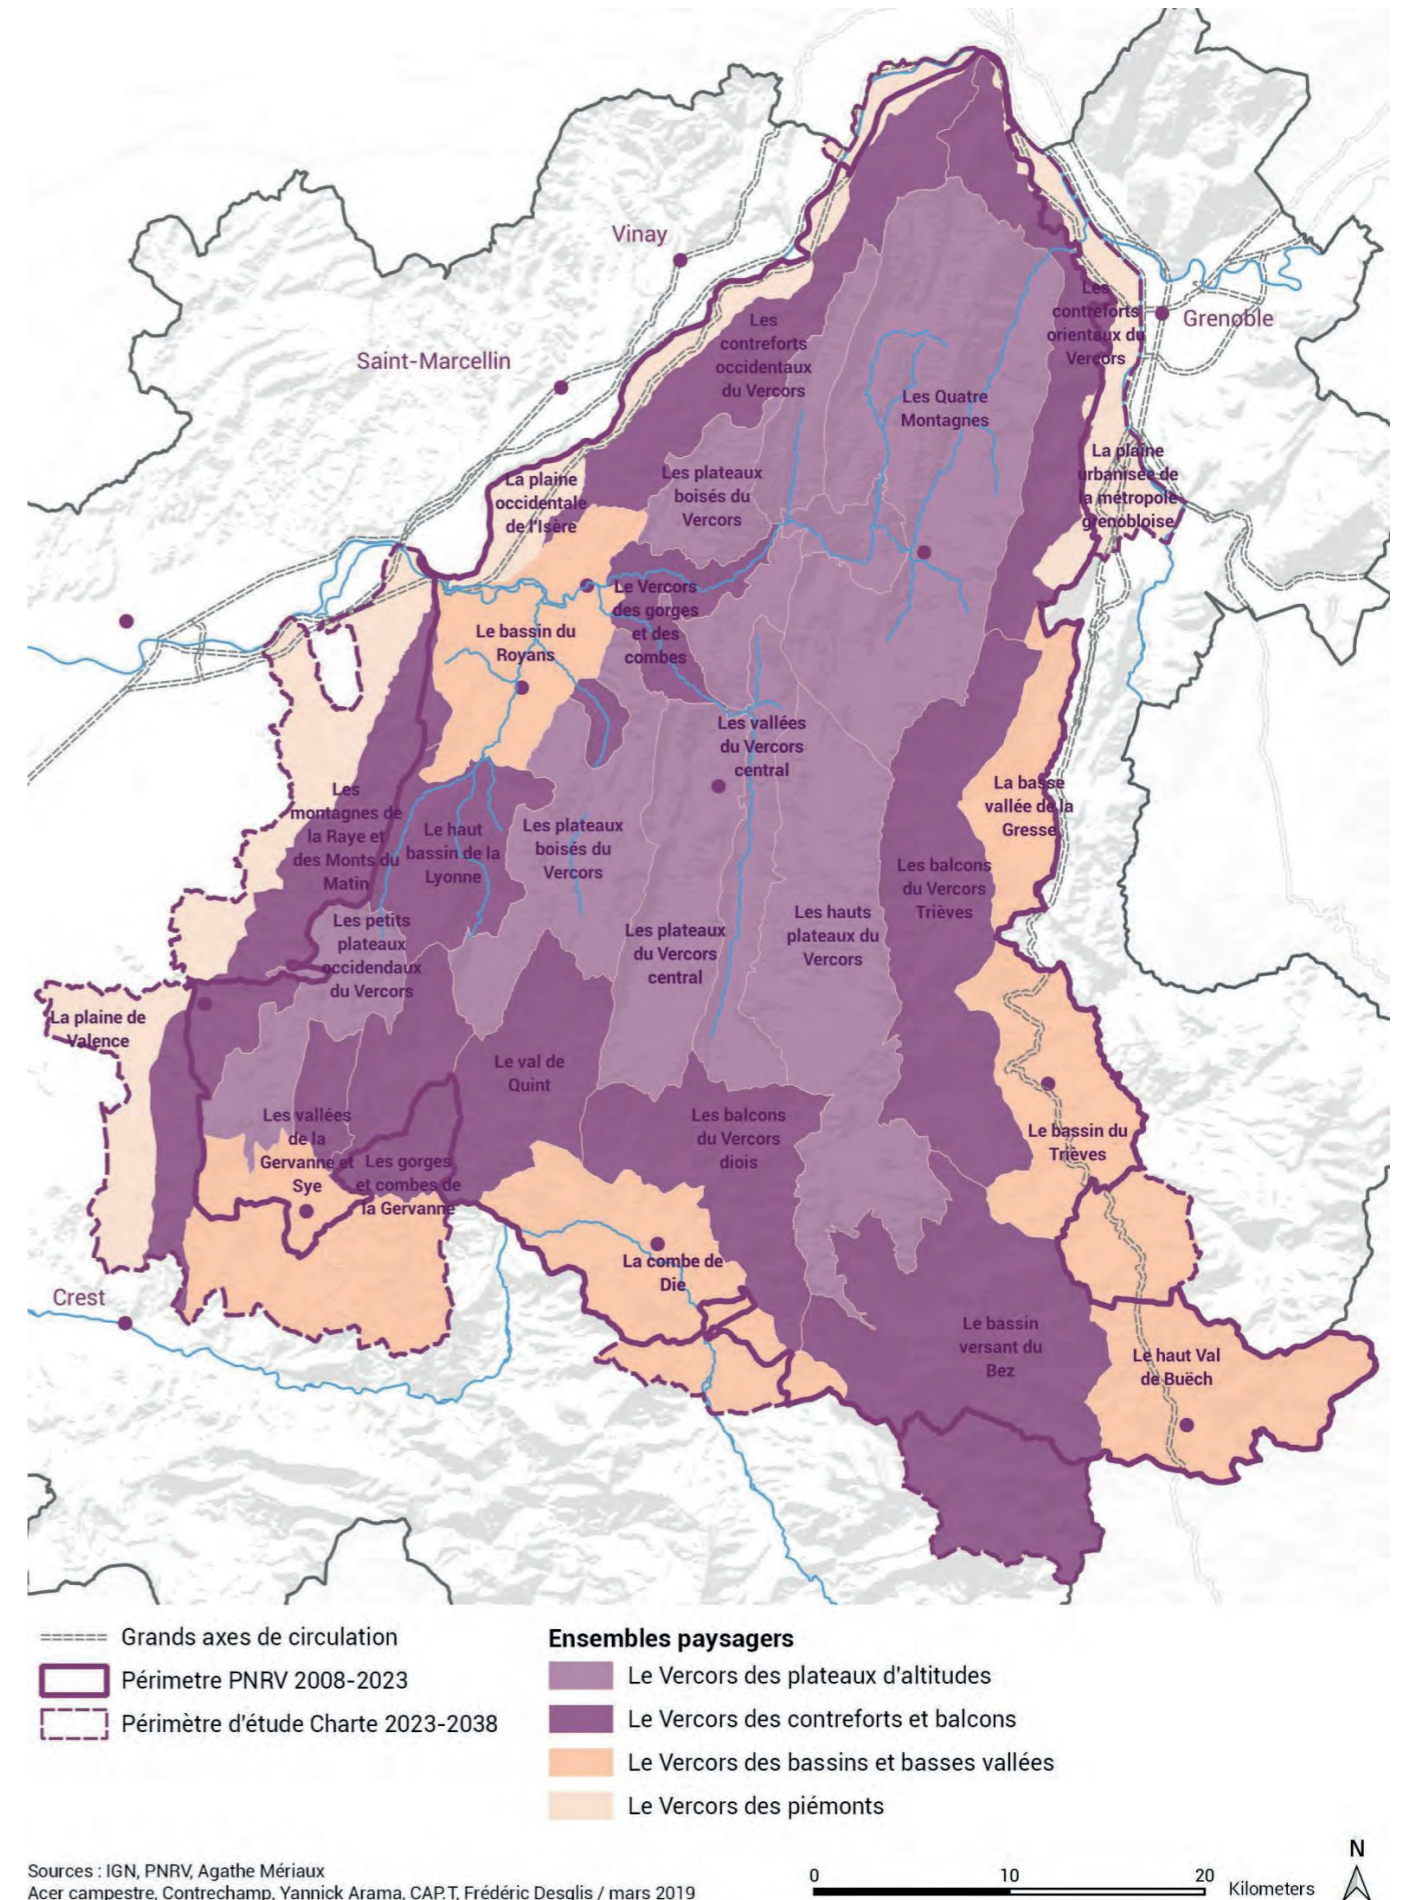 Vinay
Grenoble
Saint-Marcellin
Les
contreforts
orientaux du
Vercors
Les
contreforts
occidentaux
du Vercors
Les Quatre
Montagnes
La plaine
urbanisée de
la métropole
grenobloise
Les plateaux
boisés du
Vercors
La plaine
occidentale
de l'Isère
Le Vercors
des gorges
et des
combes
Le bassin du
Royans
Les vallées
du Vercors
central
La basse
vallée de la
Gresse
Les
montagnes de
la Raye et
des Monts du
Matin
Le haut
bassin de la
Lyonne
Les plateaux
boisés du
Vercors
Les balcons
du Vercors
Trièves
Les petits
plateaux
occidendaux
du Vercors
Les plateaux
du Vercors
central
Les hauts
plateaux du
Vercors
La plaine de
Valence
Le val de
Quint
Les vallées
de la
Gervanne et
Sye
Les gorges
et combes de
la Gervanne
Les balcons
du Vercors
diois
Le bassin du
Trièves
La combe de
Die
Crest
Le bassin
versant du
Bez
Le haut Val
de Buëch
Grands axes de circulation
Périmetre PNRV 2008-2023
Périmètre d'étude Charte 2023-2038
Ensembles paysagers
Le Vercors des plateaux d'altitudes
Le Vercors des contreforts et balcons
Le Vercors des bassins et basses vallées
Le Vercors des piémonts
Sources : IGN, PNRV, Agathe Mériaux
Acer campestre, Contrechamp, Yannick Arama, CAP.T, Frédéric Desglis / mars 2019
0 10 20 Kilometers
N